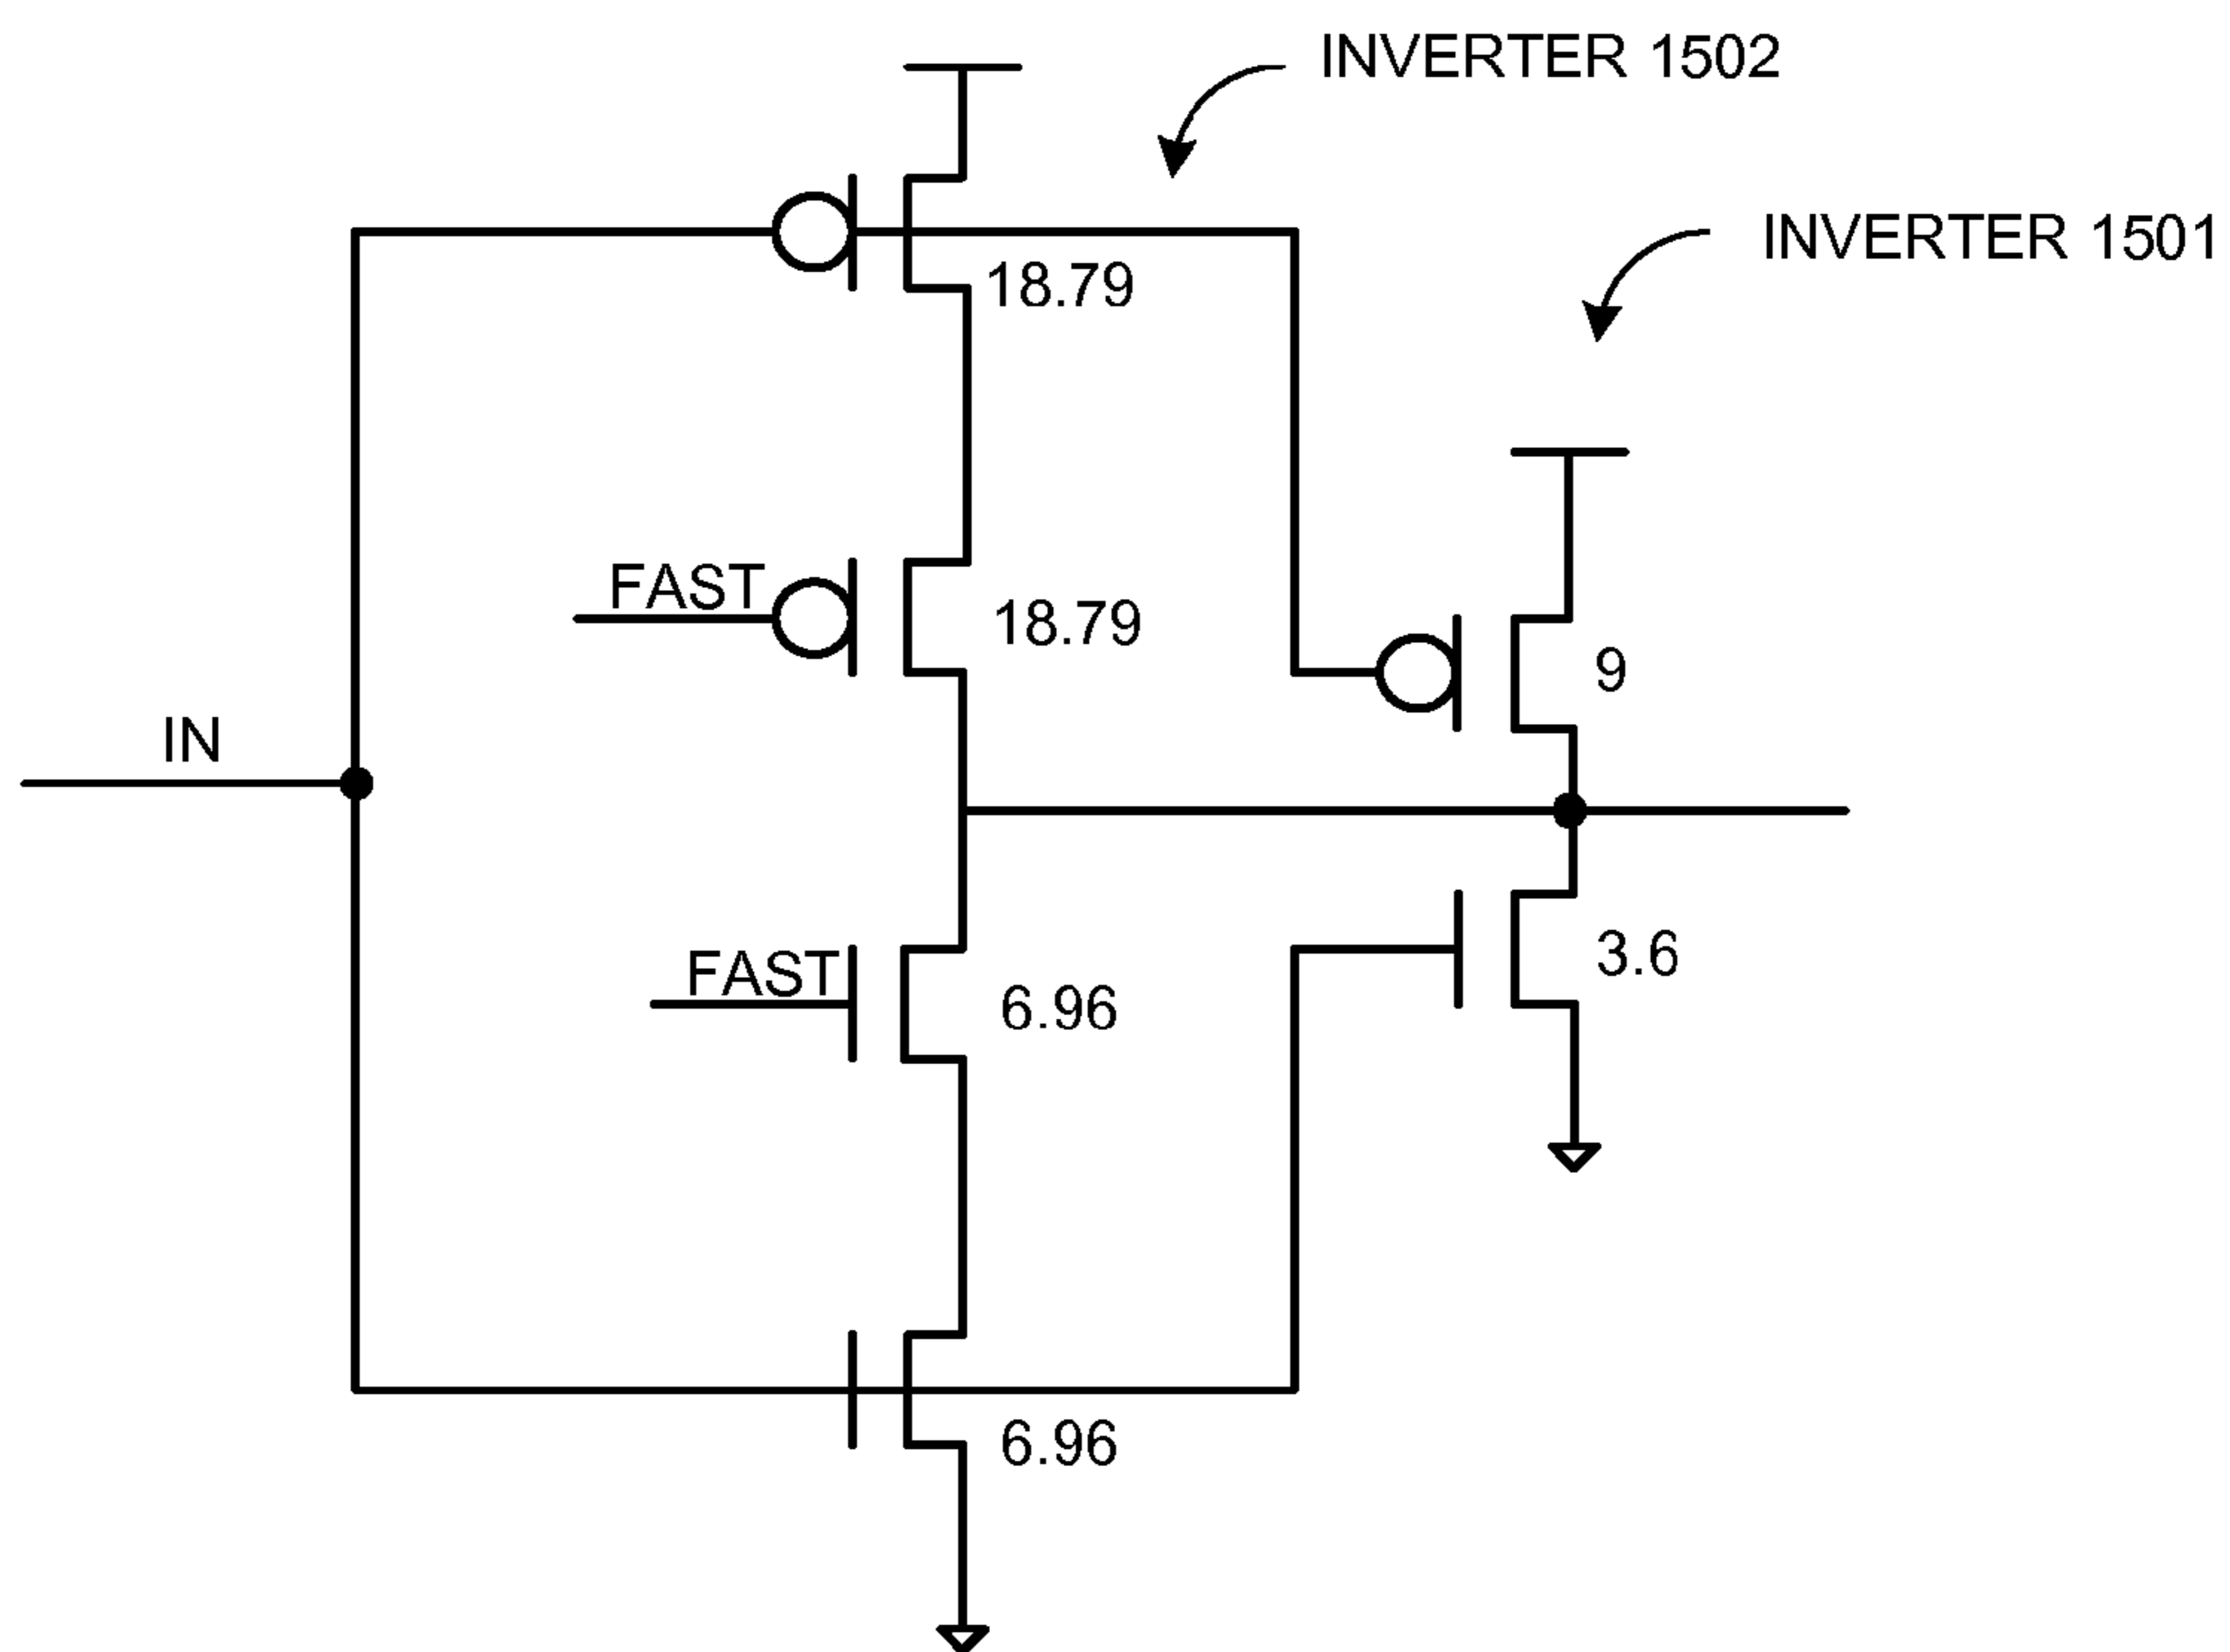 INVERTER 1502
INVERTER 1501
18.79
FAST
18.79
9
IN
FAST
6.96
3.6
6.96